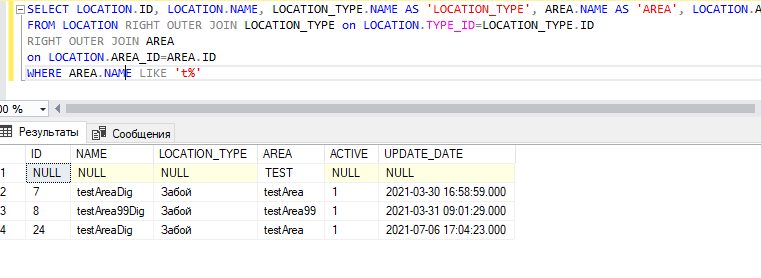 SELECT LOCATION.ID, LOCATION.NAME, LOCATION_TYPE.NAME AS 'LOCATION_TYPE', AREA.NAME AS 'AREA', LOCATION.A
FROM LOCATION RIGHT OUTER JOIN LOCATION_TYPE on LOCATION.TYPE_ID=LOCATION_TYPE.ID
RIGHT OUTER JOIN AREA
on LOCATION.AREA_ID=AREA.ID
WHERE AREA.NAME LIKE 't%'
00 %
Результаты Сообщения
ID NAME LOCATION_TYPE AREA ACTIVE UPDATE_DATE
1 NULL NULL NULL TEST NULL NULL
2 7 testAreaDig Забой testArea 1 2021-03-30 16:58:59.000
3 8 testArea99Dig Забой testArea99 1 2021-03-31 09:01:29.000
4 24 testAreaDig Забой testArea 1 2021-07-06 17:04:23.000